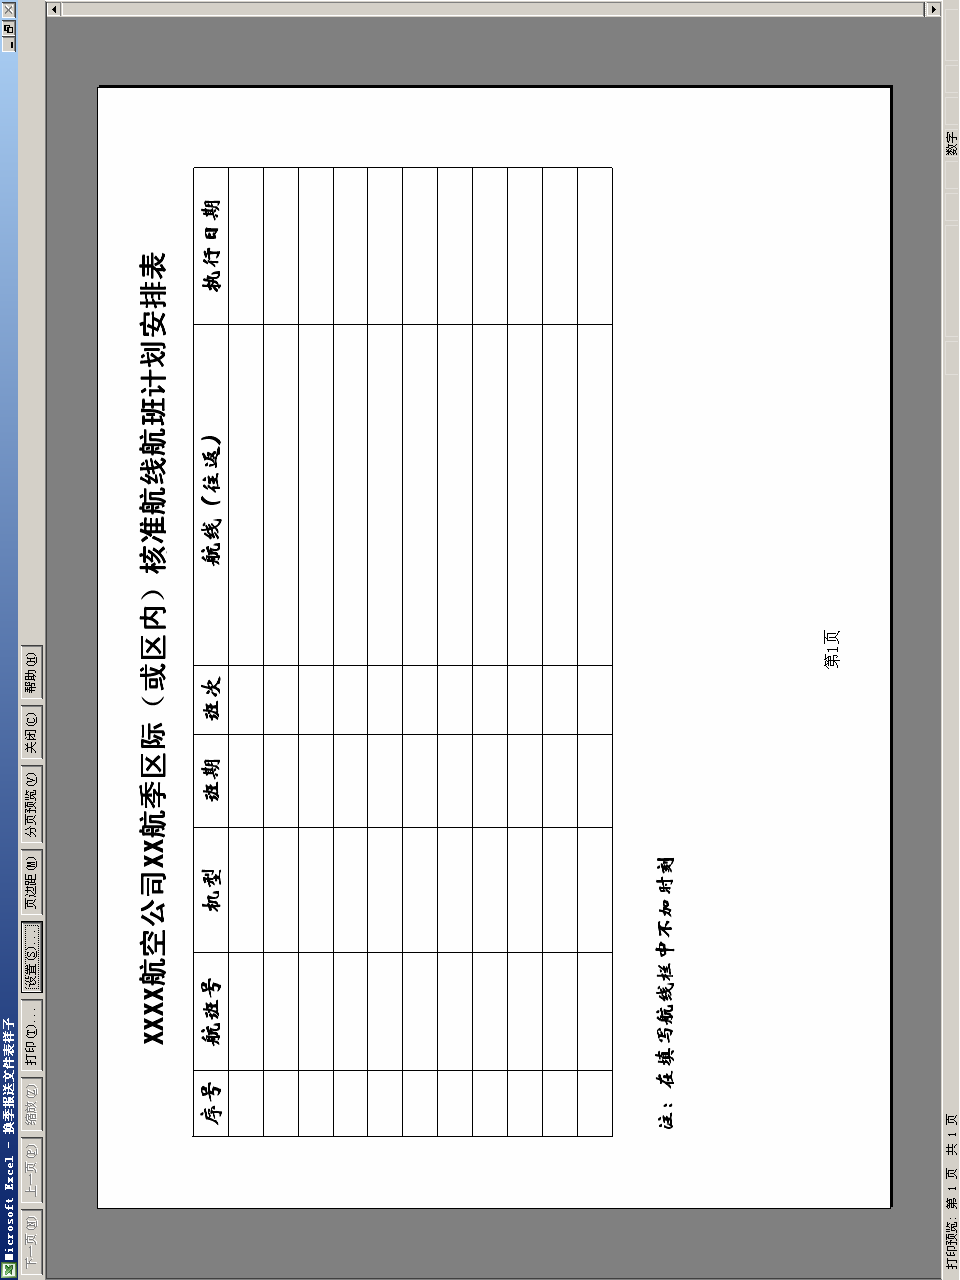 Microsoft Excel - 换季报送文件表样子
下一页(N) 上一页(P) 缩放(Z) 打印(T)... 设置(S)... 页边距(M) 分页预览(V) 关闭(C) 帮助(H)
XXXX航空公司XX航季区际（或区内）核准航线航班计划安排表
序号 航班号 机型 班期 班次 航线（往返） 执行日期
注：在填写航线栏中不加时刻
第1页
打印预览: 第 1 页 共 1 页 数字